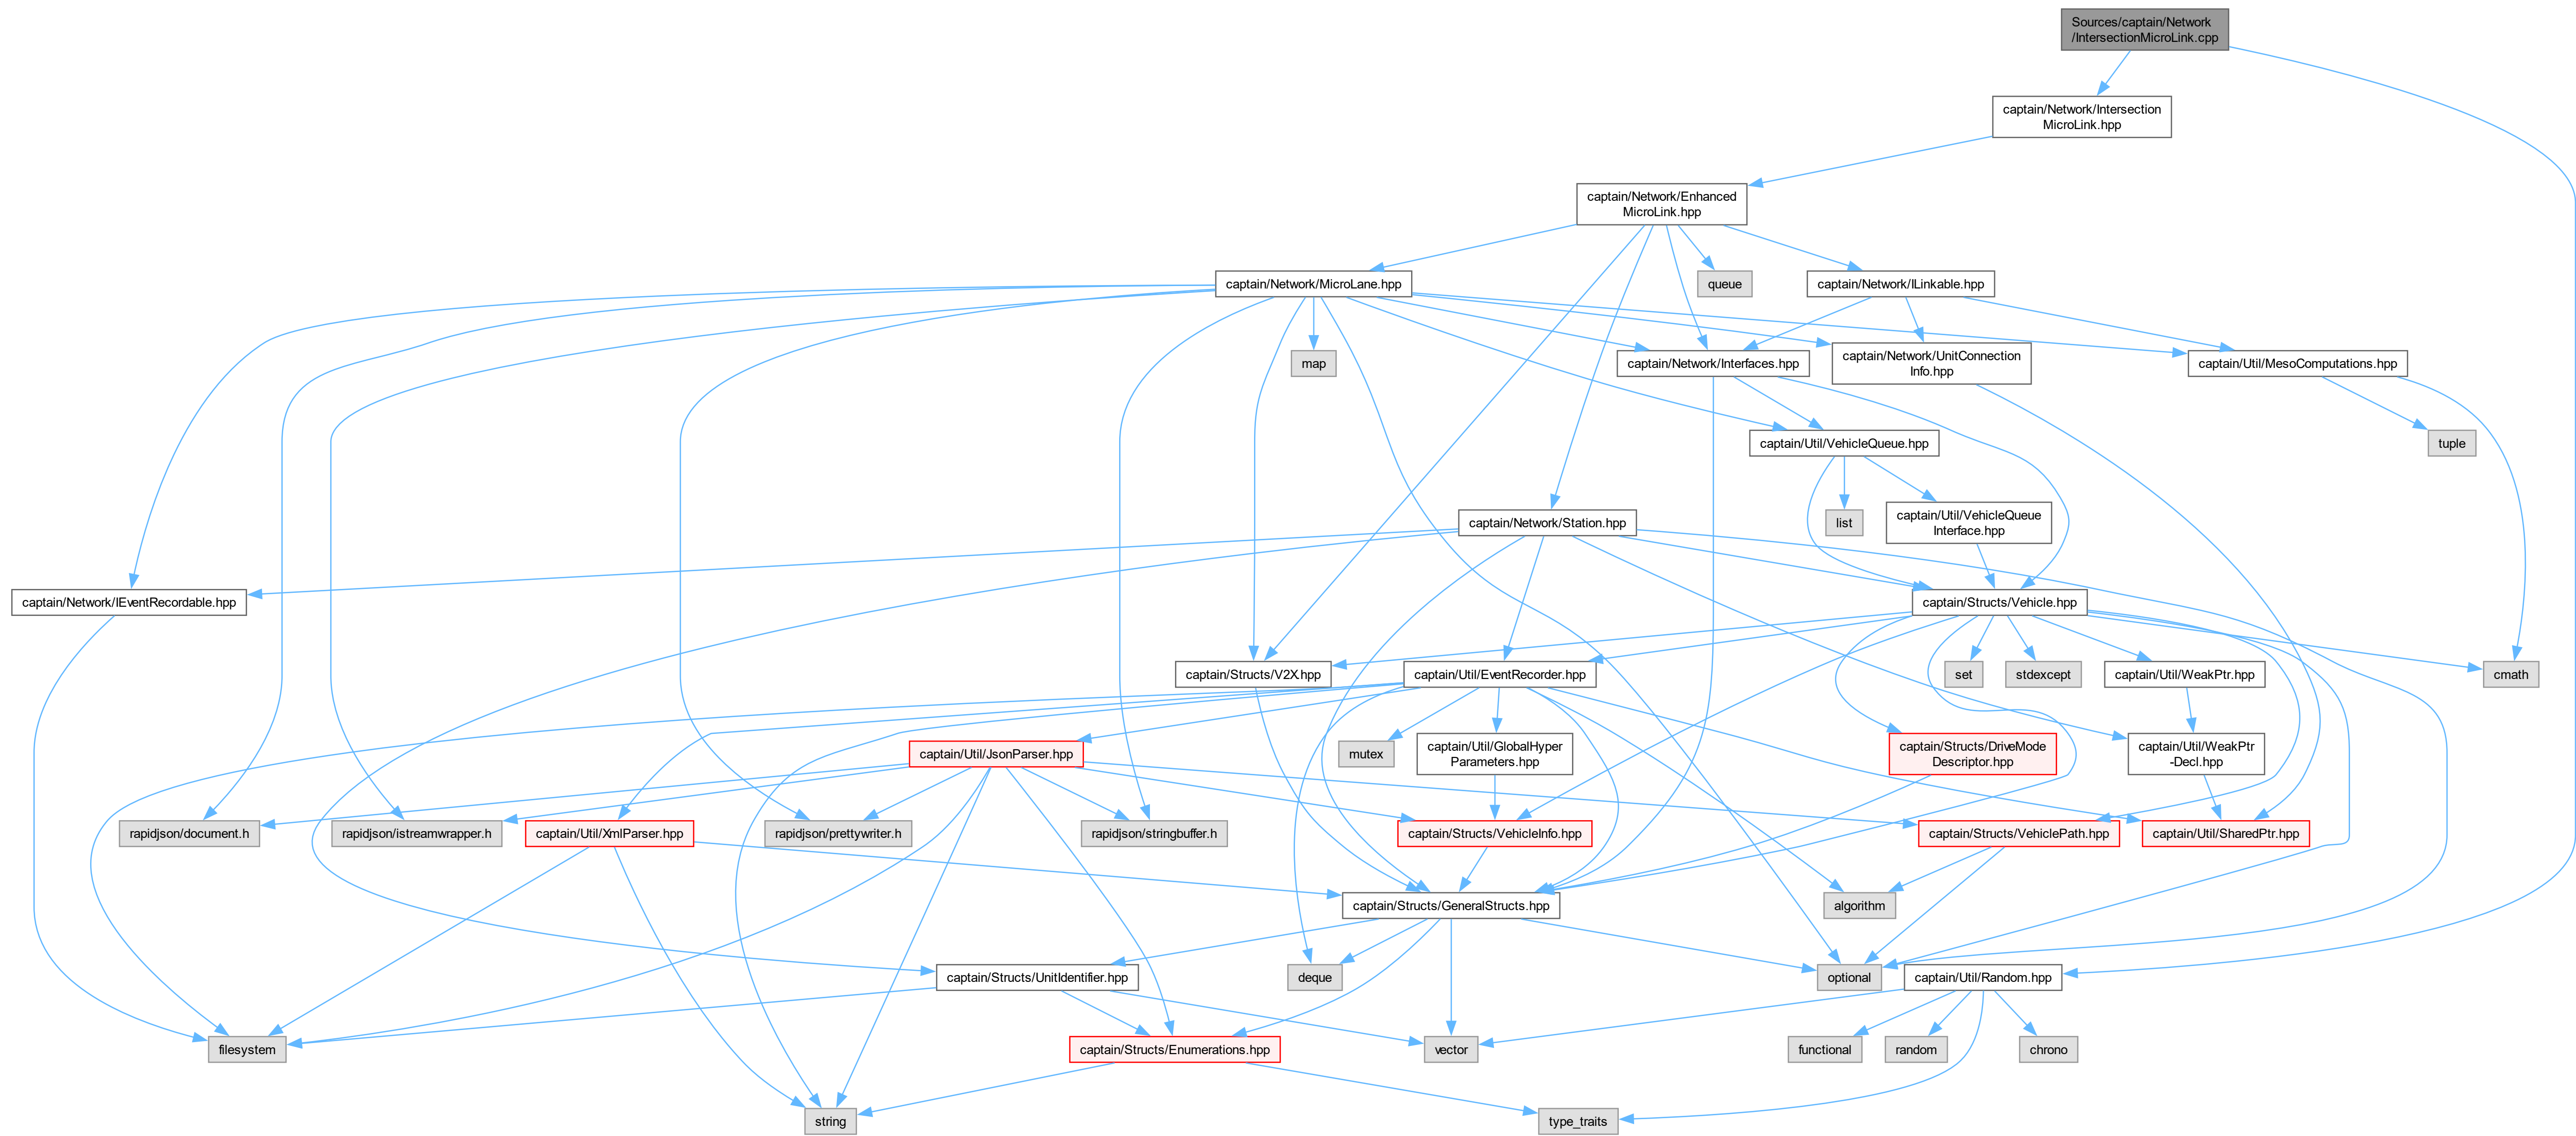 Sources/captain/Network
/IntersectionMicroLink.cpp
captain/Network/Intersection
MicroLink.hpp
captain/Network/Enhanced
MicroLink.hpp
captain/Network/MicroLane.hpp
queue
captain/Network/ILinkable.hpp
map
captain/Network/Interfaces.hpp
captain/Network/UnitConnection
Info.hpp
captain/Util/MesoComputations.hpp
captain/Util/VehicleQueue.hpp
tuple
captain/Network/Station.hpp
list
captain/Util/VehicleQueue
Interface.hpp
captain/Network/IEventRecordable.hpp
captain/Structs/Vehicle.hpp
captain/Structs/V2X.hpp
captain/Util/EventRecorder.hpp
set
stdexcept
captain/Util/WeakPtr.hpp
cmath
captain/Util/JsonParser.hpp
mutex
captain/Util/GlobalHyper
Parameters.hpp
captain/Structs/DriveMode
Descriptor.hpp
captain/Util/WeakPtr
-Decl.hpp
rapidjson/document.h
rapidjson/istreamwrapper.h
captain/Util/XmlParser.hpp
rapidjson/prettywriter.h
rapidjson/stringbuffer.h
captain/Structs/VehicleInfo.hpp
captain/Structs/VehiclePath.hpp
captain/Util/SharedPtr.hpp
captain/Structs/GeneralStructs.hpp
algorithm
captain/Structs/UnitIdentifier.hpp
deque
optional
captain/Util/Random.hpp
filesystem
captain/Structs/Enumerations.hpp
vector
functional
random
chrono
string
type_traits